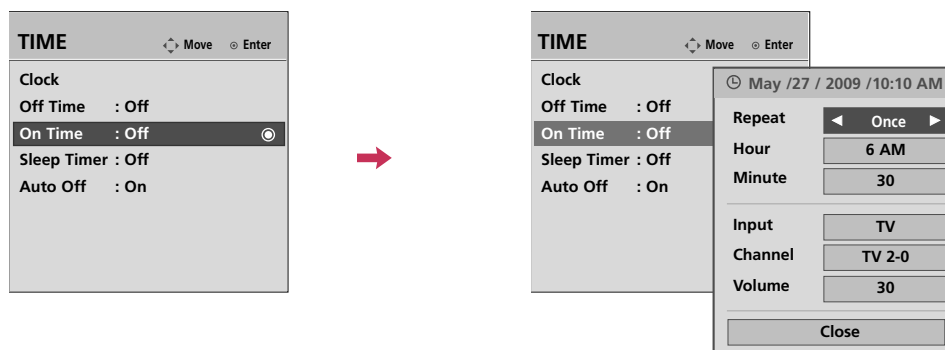 TIME Move Enter
Clock
Off Time : Off
On Time : Off
Sleep Timer : Off
Auto Off : On
TIME Move Enter
Clock
Off Time : Off
On Time : Off
Sleep Timer : Off
Auto Off : On
May /27 / 2009 /10:10 AM
Repeat Once
Hour 6 AM
Minute 30
Input TV
Channel TV 2-0
Volume 30
Close